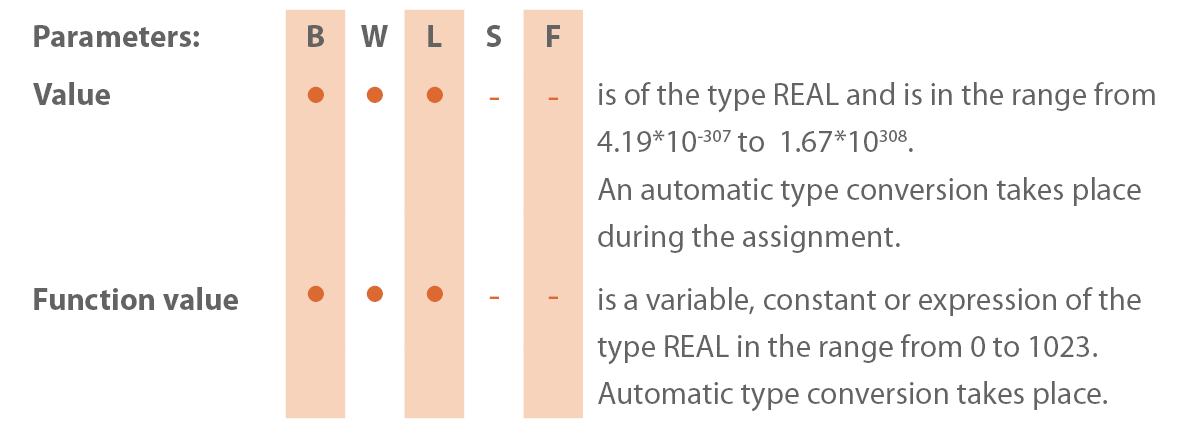 Parameters: B W L S F
Value ● ● ● - - is of the type REAL and is in the range from
4.19*10⁻³⁰⁷ to 1.67*10³⁰⁸.
An automatic type conversion takes place
during the assignment.
Function value ● ● ● - - is a variable, constant or expression of the
type REAL in the range from 0 to 1023.
Automatic type conversion takes place.